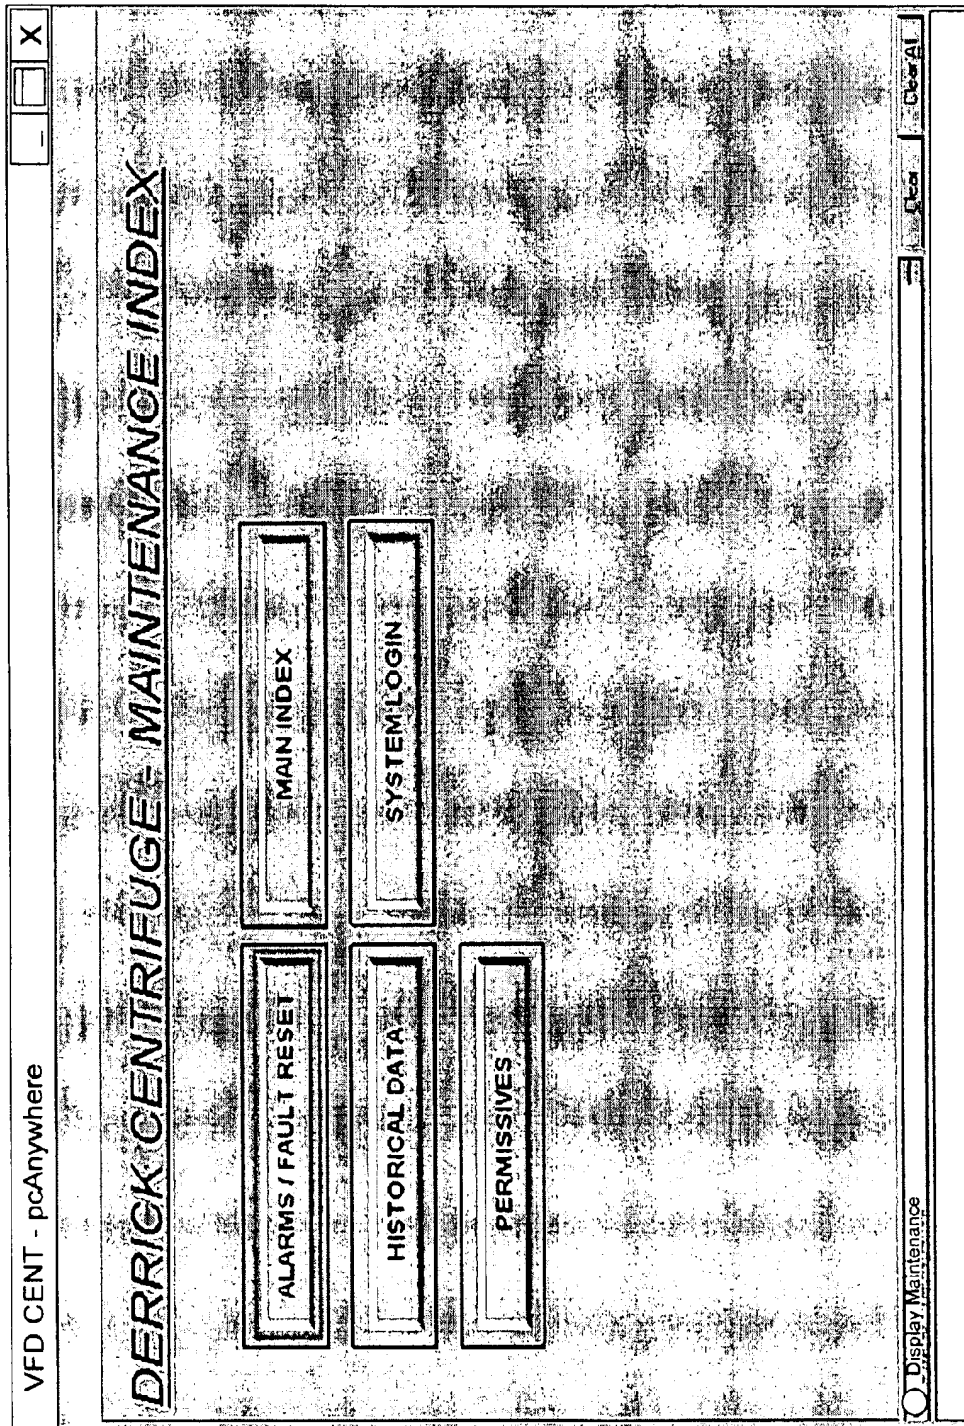 VFD CENT - pcAnywhere
_ X
DERRICK CENTRIFUGE - MAINTENANCE INDEX
ALARMS / FAULT RESET
MAIN INDEX
HISTORICAL DATA
SYSTEM LOGIN
PERMISSIVES
Display Maintenance
Clear
Clear All